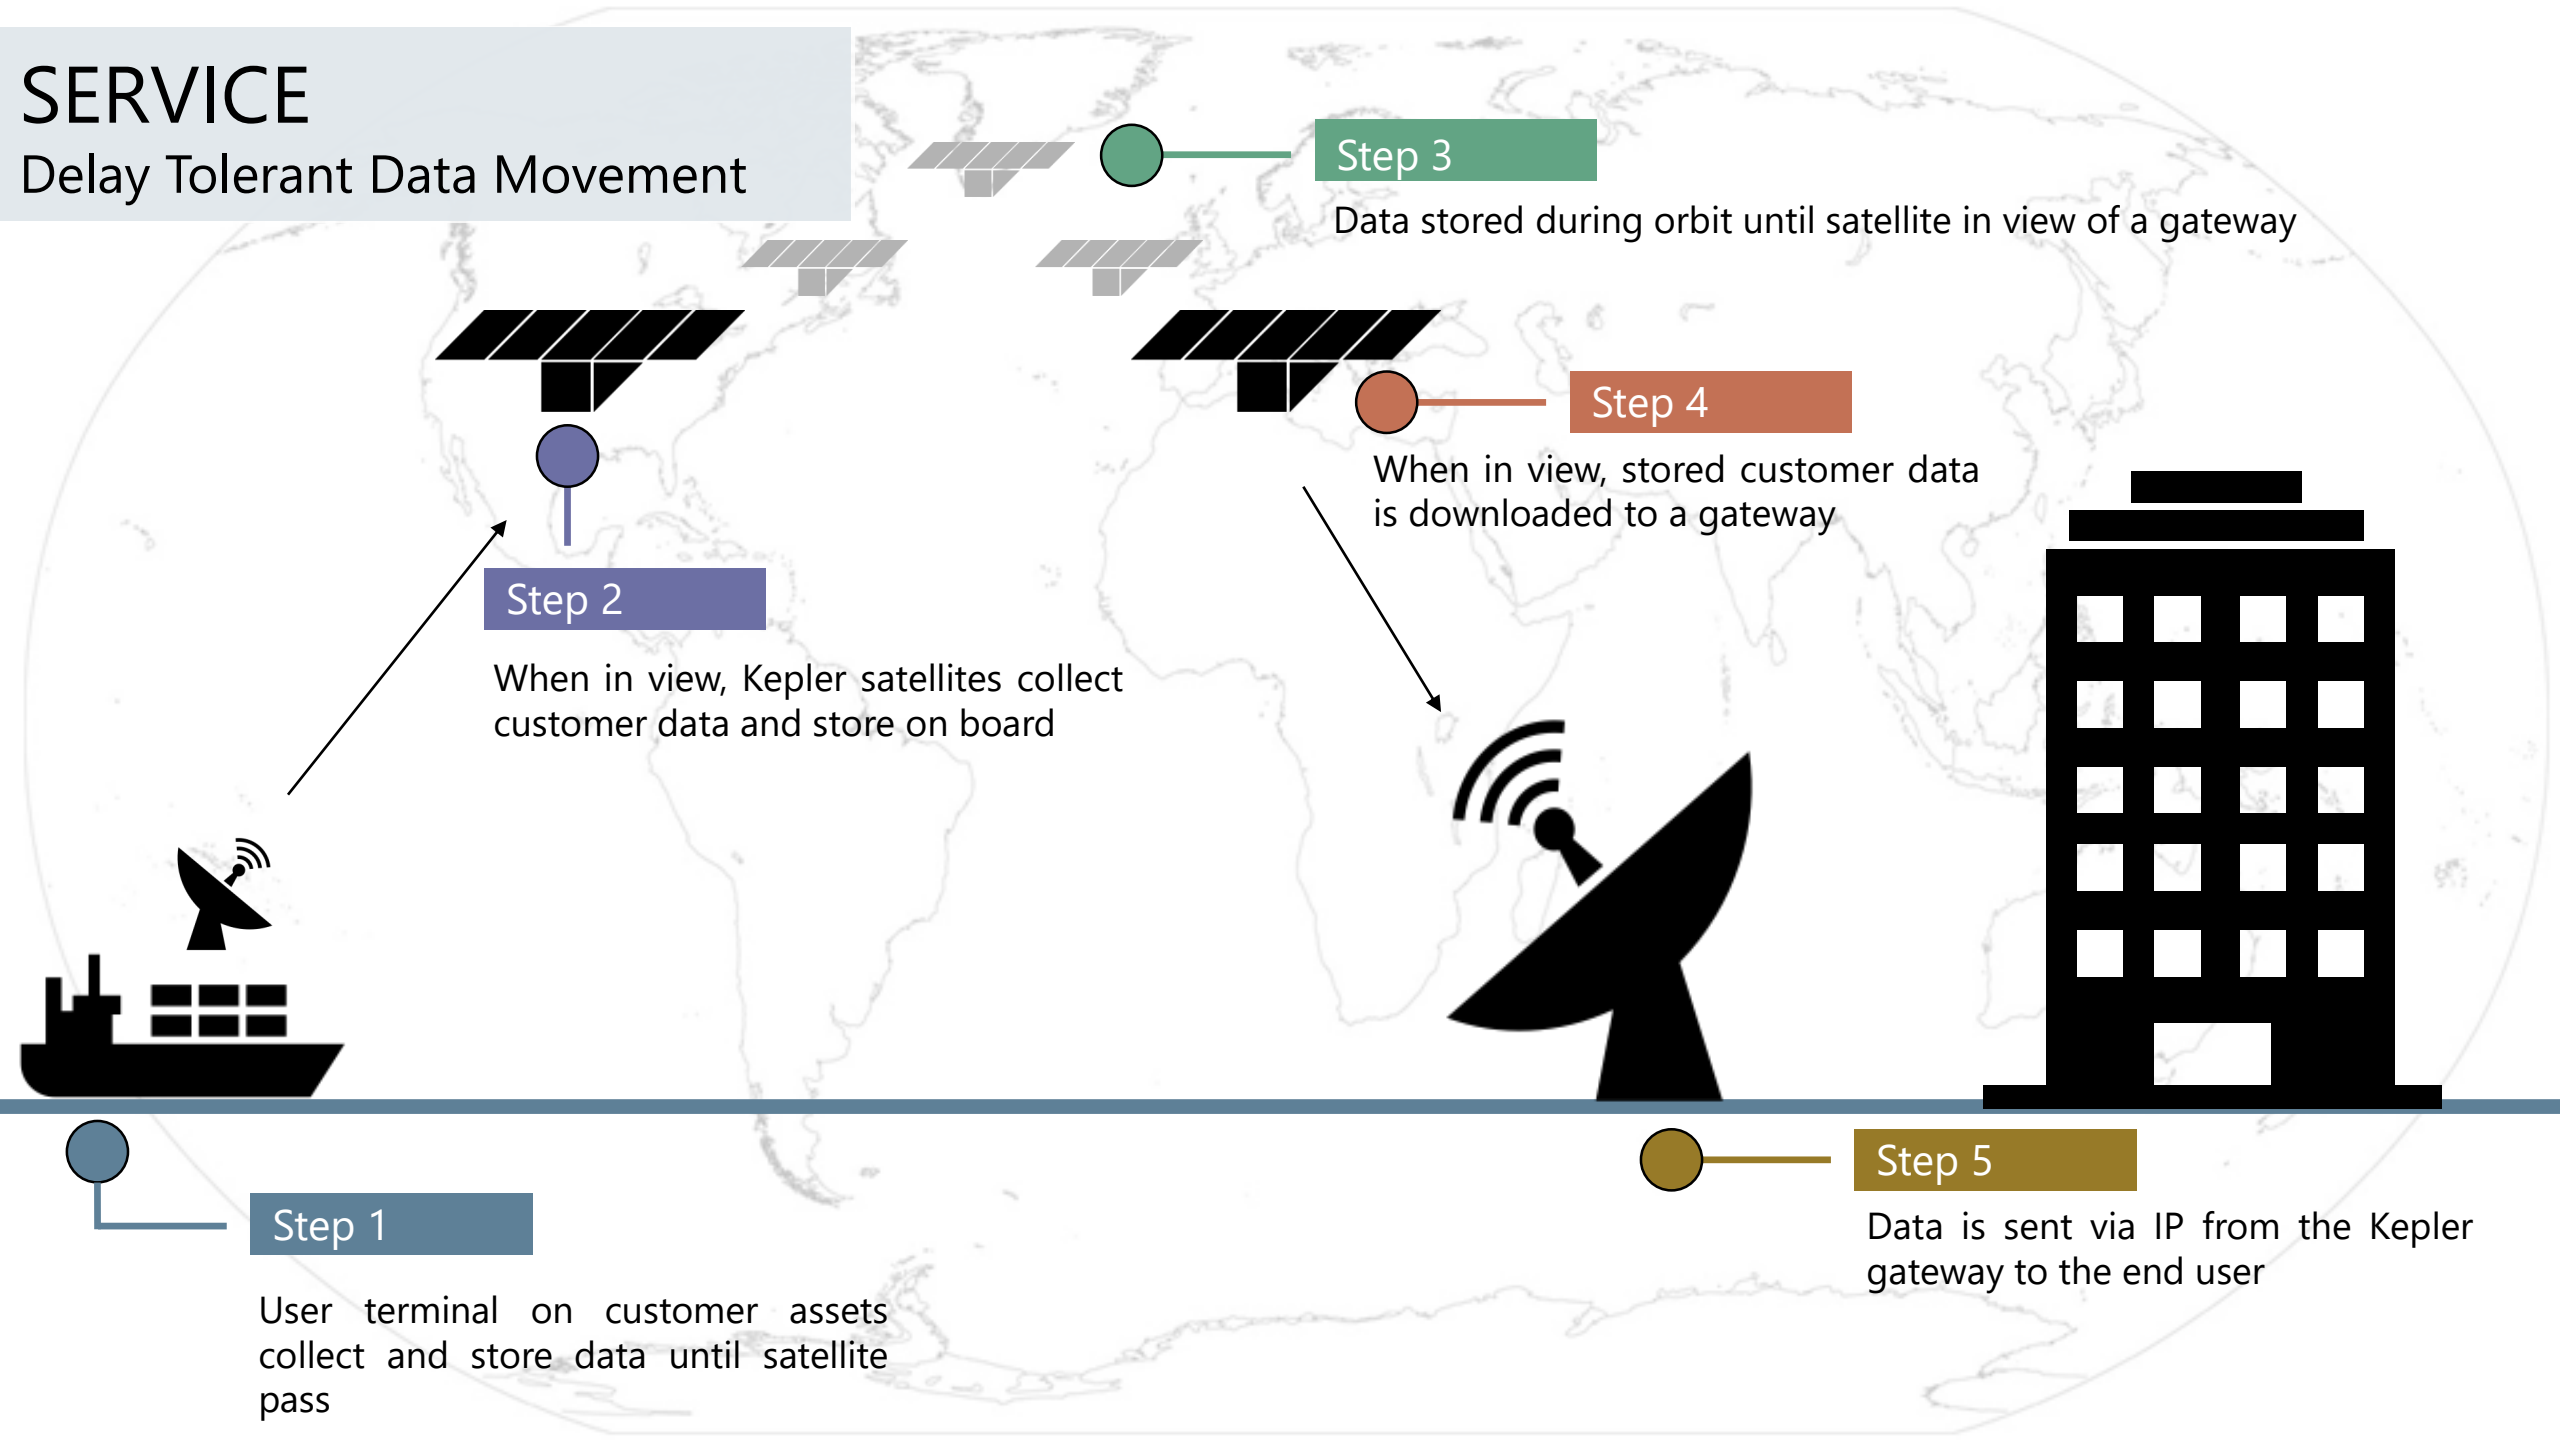 SERVICE
Delay Tolerant Data Movement
Step 3
Data stored during orbit until satellite in view of a gateway
Step 4
When in view, stored customer data
is downloaded to a gateway
Step 2
When in view, Kepler satellites collect
customer data and store on board
Step 1
User terminal on customer assets
collect and store data until satellite
pass
Step 5
Data is sent via IP from the Kepler
gateway to the end user